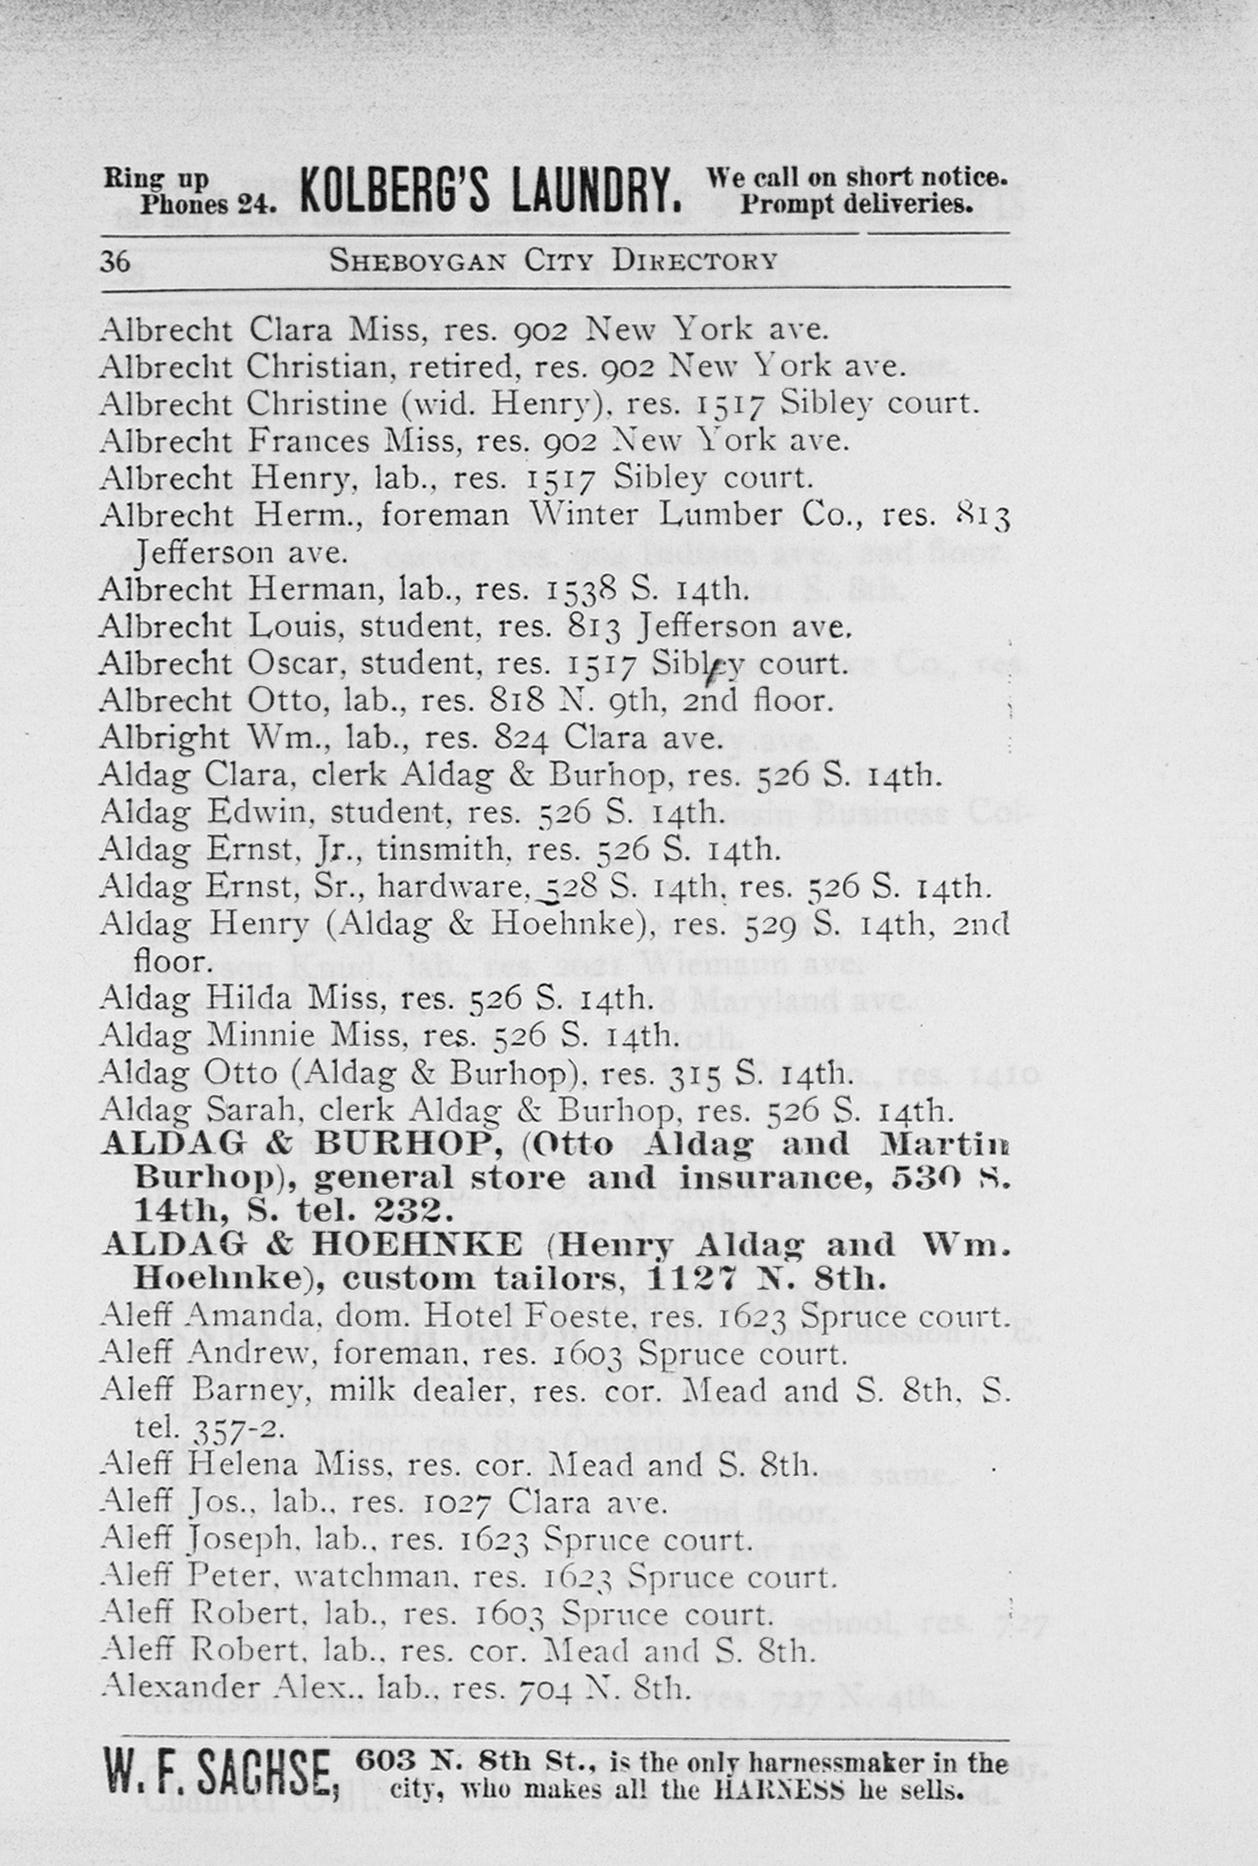 Ring up
Phones 24.
KOLBERG'S LAUNDRY.
We call on short notice.
Prompt deliveries.
36 SHEBOYGAN CITY DIRECTORY
Albrecht Clara Miss, res. 902 New York ave.
Albrecht Christian, retired, res. 902 New York ave.
Albrecht Christine (wid. Henry), res. 1517 Sibley court.
Albrecht Frances Miss, res. 902 New York ave.
Albrecht Henry, lab., res. 1517 Sibley court.
Albrecht Herm., foreman Winter Lumber Co., res. 813
Jefferson ave.
Albrecht Herman, lab., res. 1538 S. 14th.
Albrecht Louis, student, res. 813 Jefferson ave.
Albrecht Oscar, student, res. 1517 Sibley court.
Albrecht Otto, lab., res. 818 N. 9th, 2nd floor.
Albright Wm., lab., res. 824 Clara ave.
Aldag Clara, clerk Aldag & Burhop, res. 526 S. 14th.
Aldag Edwin, student, res. 526 S. 14th.
Aldag Ernst, Jr., tinsmith, res. 526 S. 14th.
Aldag Ernst, Sr., hardware, 528 S. 14th, res. 526 S. 14th.
Aldag Henry (Aldag & Hoehnke), res. 529 S. 14th, 2nd
floor.
Aldag Hilda Miss, res. 526 S. 14th.
Aldag Minnie Miss, res. 526 S. 14th.
Aldag Otto (Aldag & Burhop), res. 315 S. 14th.
Aldag Sarah, clerk Aldag & Burhop, res. 526 S. 14th.
ALDAG & BURHOP, (Otto Aldag and Martin
Burhop), general store and insurance, 530 S.
14th, S. tel. 232.
ALDAG & HOEHNKE (Henry Aldag and Wm.
Hoehnke), custom tailors, 1127 N. 8th.
Aleff Amanda, dom. Hotel Foeste, res. 1623 Spruce court.
Aleff Andrew, foreman, res. 1603 Spruce court.
Aleff Barney, milk dealer, res. cor. Mead and S. 8th, S.
tel. 357-2.
Aleff Helena Miss, res. cor. Mead and S. 8th.
Aleff Jos., lab., res. 1027 Clara ave.
Aleff Joseph, lab., res. 1623 Spruce court.
Aleff Peter, watchman, res. 1623 Spruce court.
Aleff Robert, lab., res. 1603 Spruce court.
Aleff Robert, lab., res. cor. Mead and S. 8th.
Alexander Alex., lab., res. 704 N. 8th.
W. F. SACHSE,
603 N. 8th St., is the only harnessmaker in the
city, who makes all the HARNESS he sells.